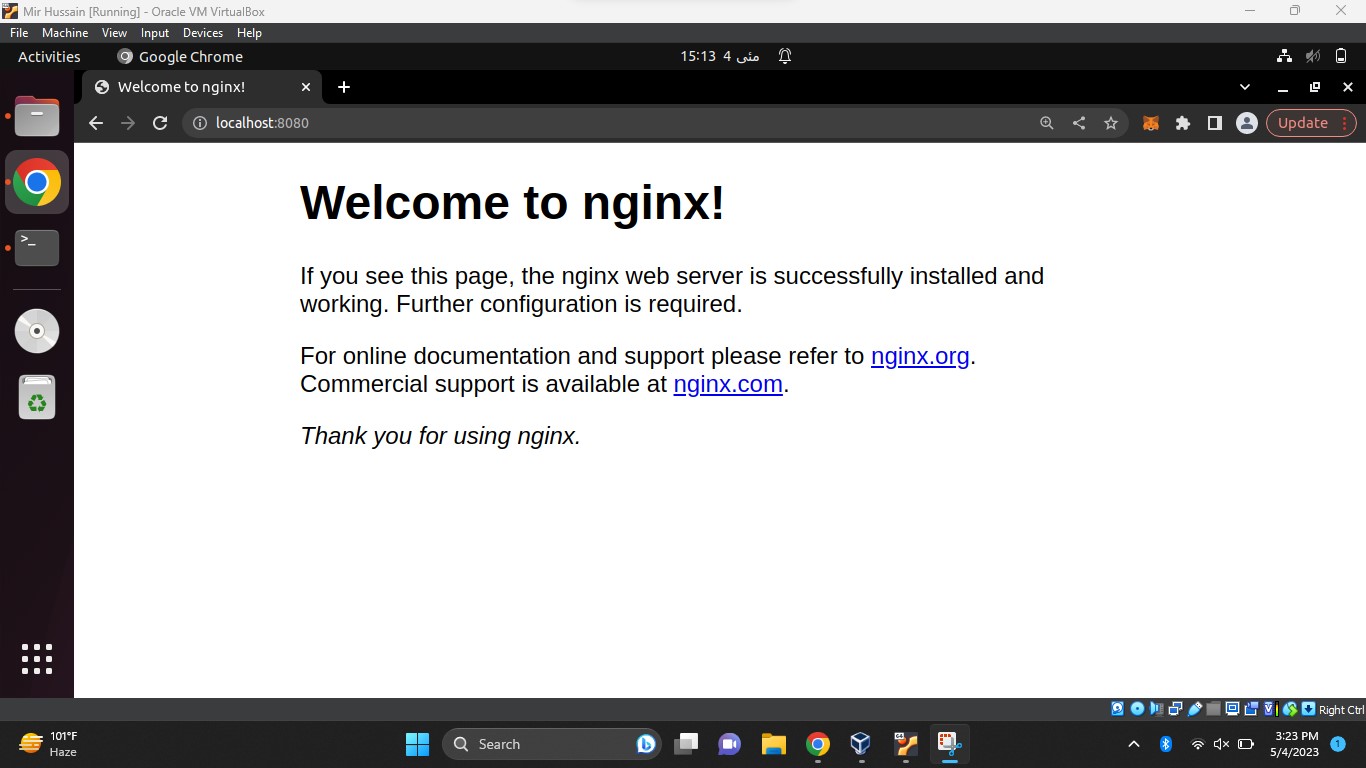 Mir Hussain [Running] - Oracle VM VirtualBox
File Machine View Input Devices Help
Activities Google Chrome 15:13 4 مئی
Welcome to nginx!
localhost:8080 Update
Welcome to nginx!
If you see this page, the nginx web server is successfully installed and
working. Further configuration is required.
For online documentation and support please refer to nginx.org.
Commercial support is available at nginx.com.
Thank you for using nginx.
Right Ctrl
101°F
Haze
Search
3:23 PM
5/4/2023
1